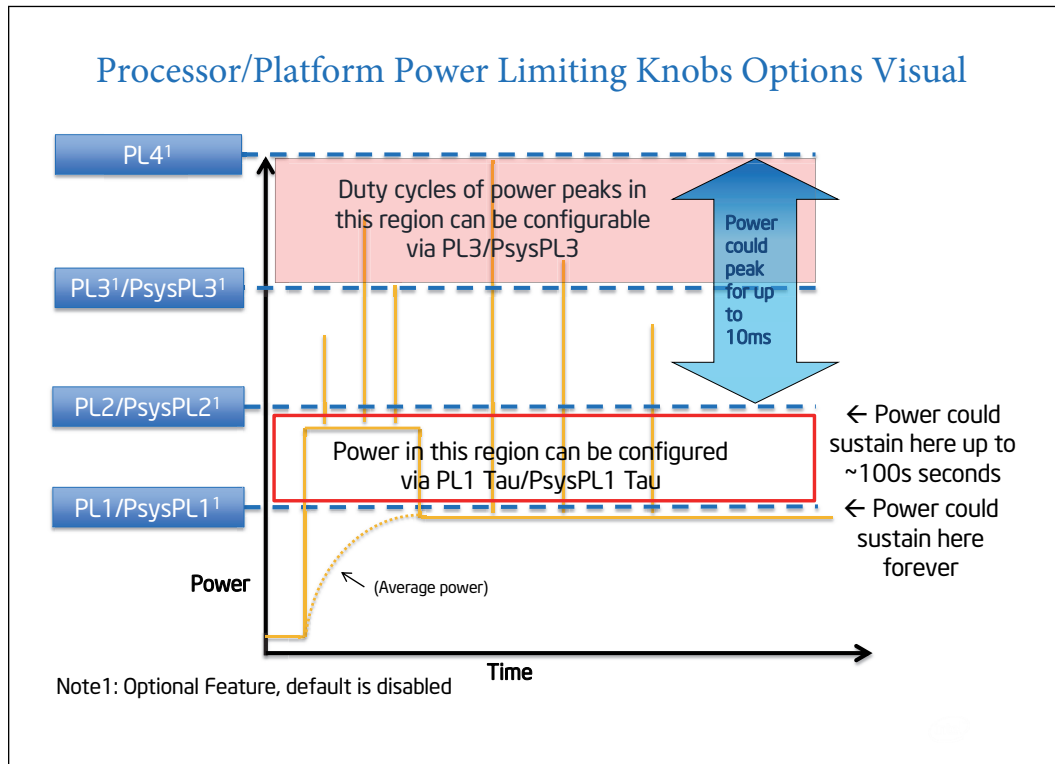 Processor/Platform Power Limiting Knobs Options Visual
PL4¹
Duty cycles of power peaks in
this region can be configurable
via PL3/PsysPL3
Power
could
peak
for up
to
10ms
PL3¹/PsysPL3¹
PL2/PsysPL2¹
← Power could
sustain here up to
~100s seconds
Power in this region can be configured
via PL1 Tau/PsysPL1 Tau
PL1/PsysPL1¹
← Power could
sustain here
forever
Power
(Average power)
Time
Note1: Optional Feature, default is disabled